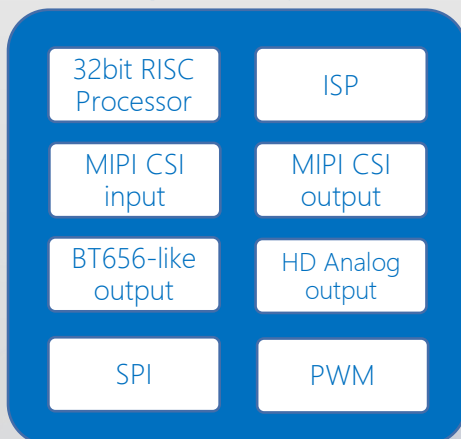 32bit RISC
Processor
ISP
MIPI CSI
input
MIPI CSI
output
BT656-like
output
HD Analog
output
SPI
PWM